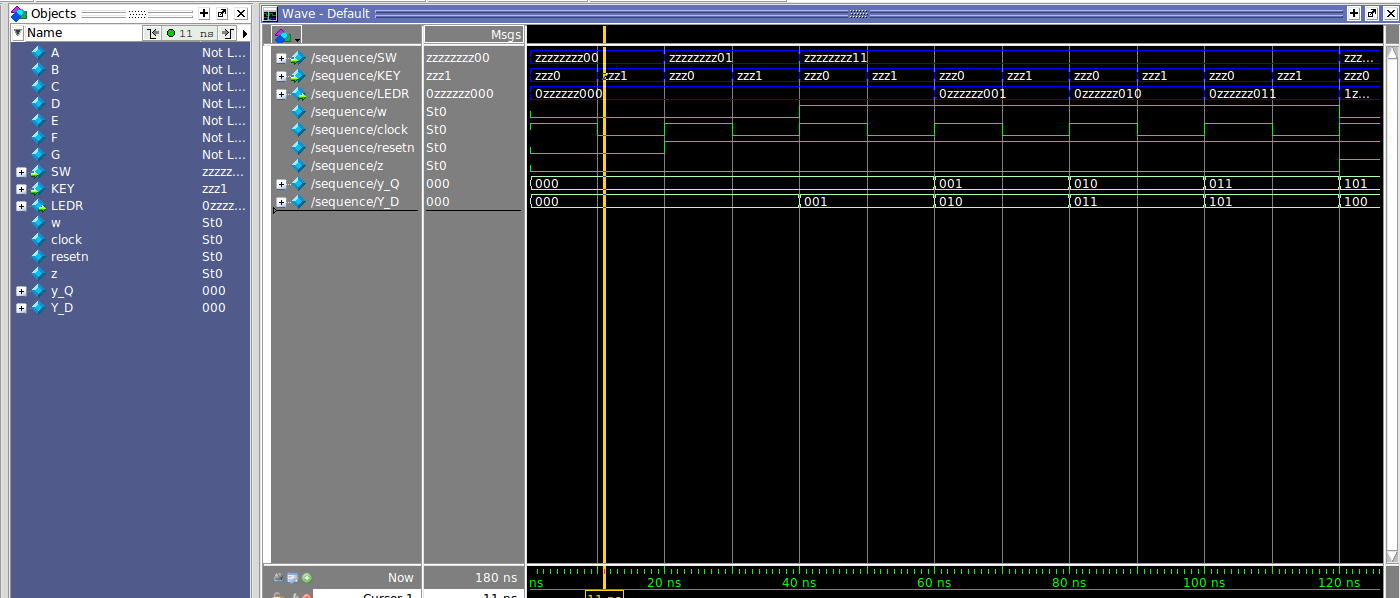 Objects
Name 11 ns
A Not L...
B Not L...
C Not L...
D Not L...
E Not L...
F Not L...
G Not L...
SW zzzzz...
KEY zzz1
LEDR 0zzzz...
w St0
clock St0
resetn St0
z St0
y_Q 000
Y_D 000
Wave - Default
Msgs
/sequence/SW zzzzzzzz00 zzzzzzzz00 zzzzzzzz01 zzzzzzzz11 zzz...
/sequence/KEY zzz1 zzz0 zzz1 zzz0 zzz1 zzz0 zzz1 zzz0 zzz1 zzz0 zzz1 zzz0 zzz1 zzz0
/sequence/LEDR 0zzzzzz000 0zzzzzz000 0zzzzzz001 0zzzzzz010 0zzzzzz011 1z...
/sequence/w St0
/sequence/clock St0
/sequence/resetn St0
/sequence/z St0
/sequence/y_Q 000 000 001 010 011 101
/sequence/Y_D 000 000 001 010 011 101 100
Now 180 ns ns 20 ns 40 ns 60 ns 80 ns 100 ns 120 ns
Cursor 1 11 ns 11 ns